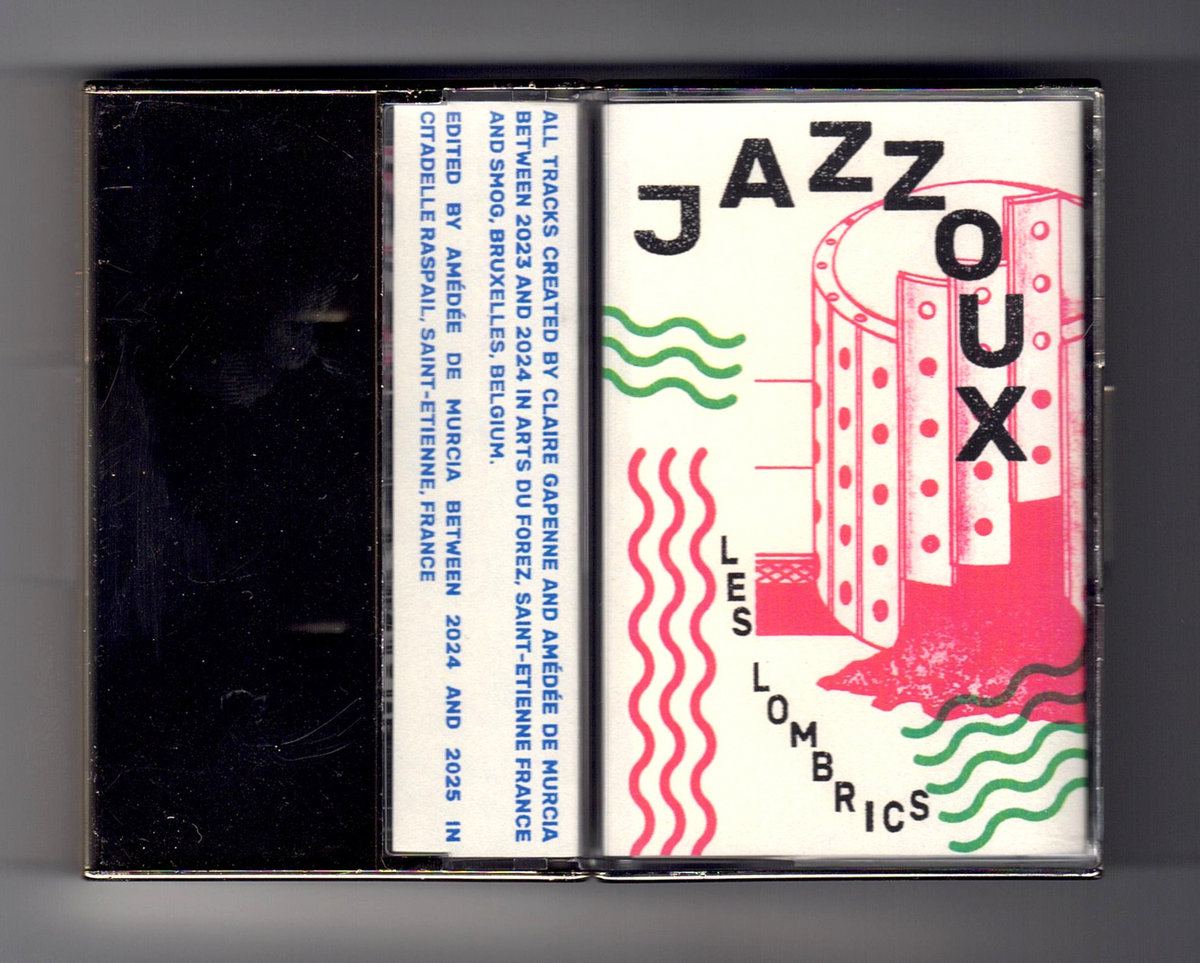 ALL TRACKS CREATED BY CLAIRE GAPENNE AND AMÉDÉE DE MURCIA
BETWEEN 2023 AND 2024 IN ARTS DU FOREZ, SAINT-ETIENNE FRANCE
AND SMOG, BRUXELLES, BELGIUM.
EDITED BY AMÉDÉE DE MURCIA BETWEEN 2024 AND 2025 IN
CITADELLE RASPAIL, SAINT-ETIENNE, FRANCE
JAZZOUX
LES
LOMBRICS